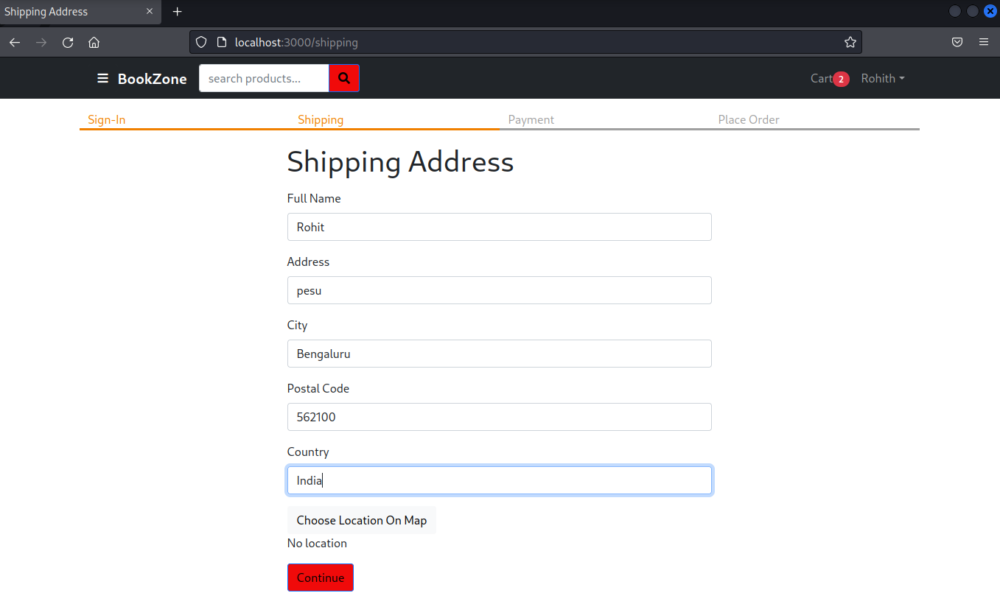 Shipping Address
localhost:3000/shipping
BookZone search products... Cart 2 Rohith
Sign-In Shipping Payment Place Order
Shipping Address
Full Name
Rohit
Address
pesu
City
Bengaluru
Postal Code
562100
Country
India
Choose Location On Map
No location
Continue